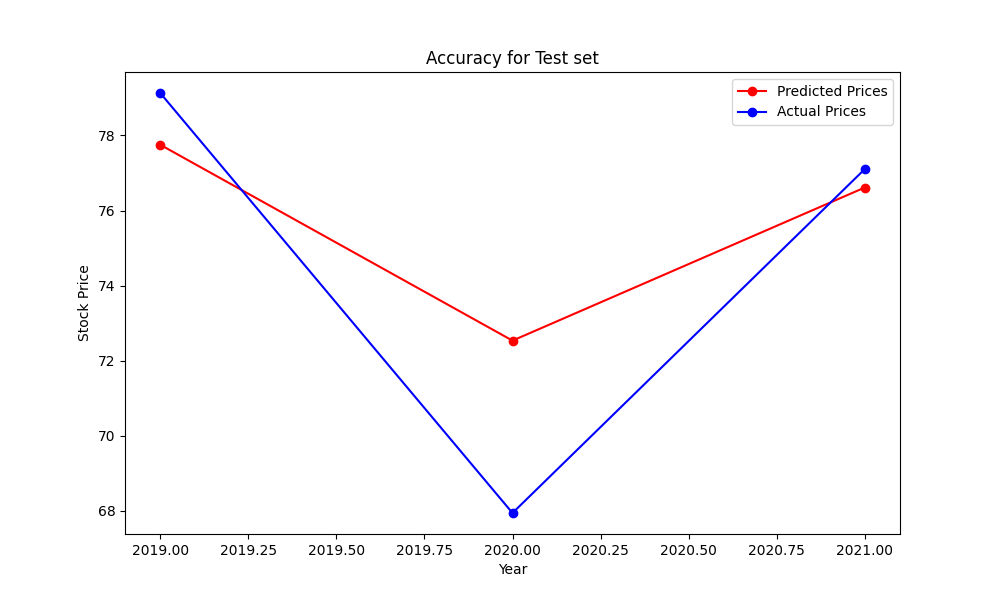 Accuracy for Test set
Predicted Prices
Actual Prices
Stock Price
78
76
74
72
70
68
2019.00 2019.25 2019.50 2019.75 2020.00 2020.25 2020.50 2020.75 2021.00
Year